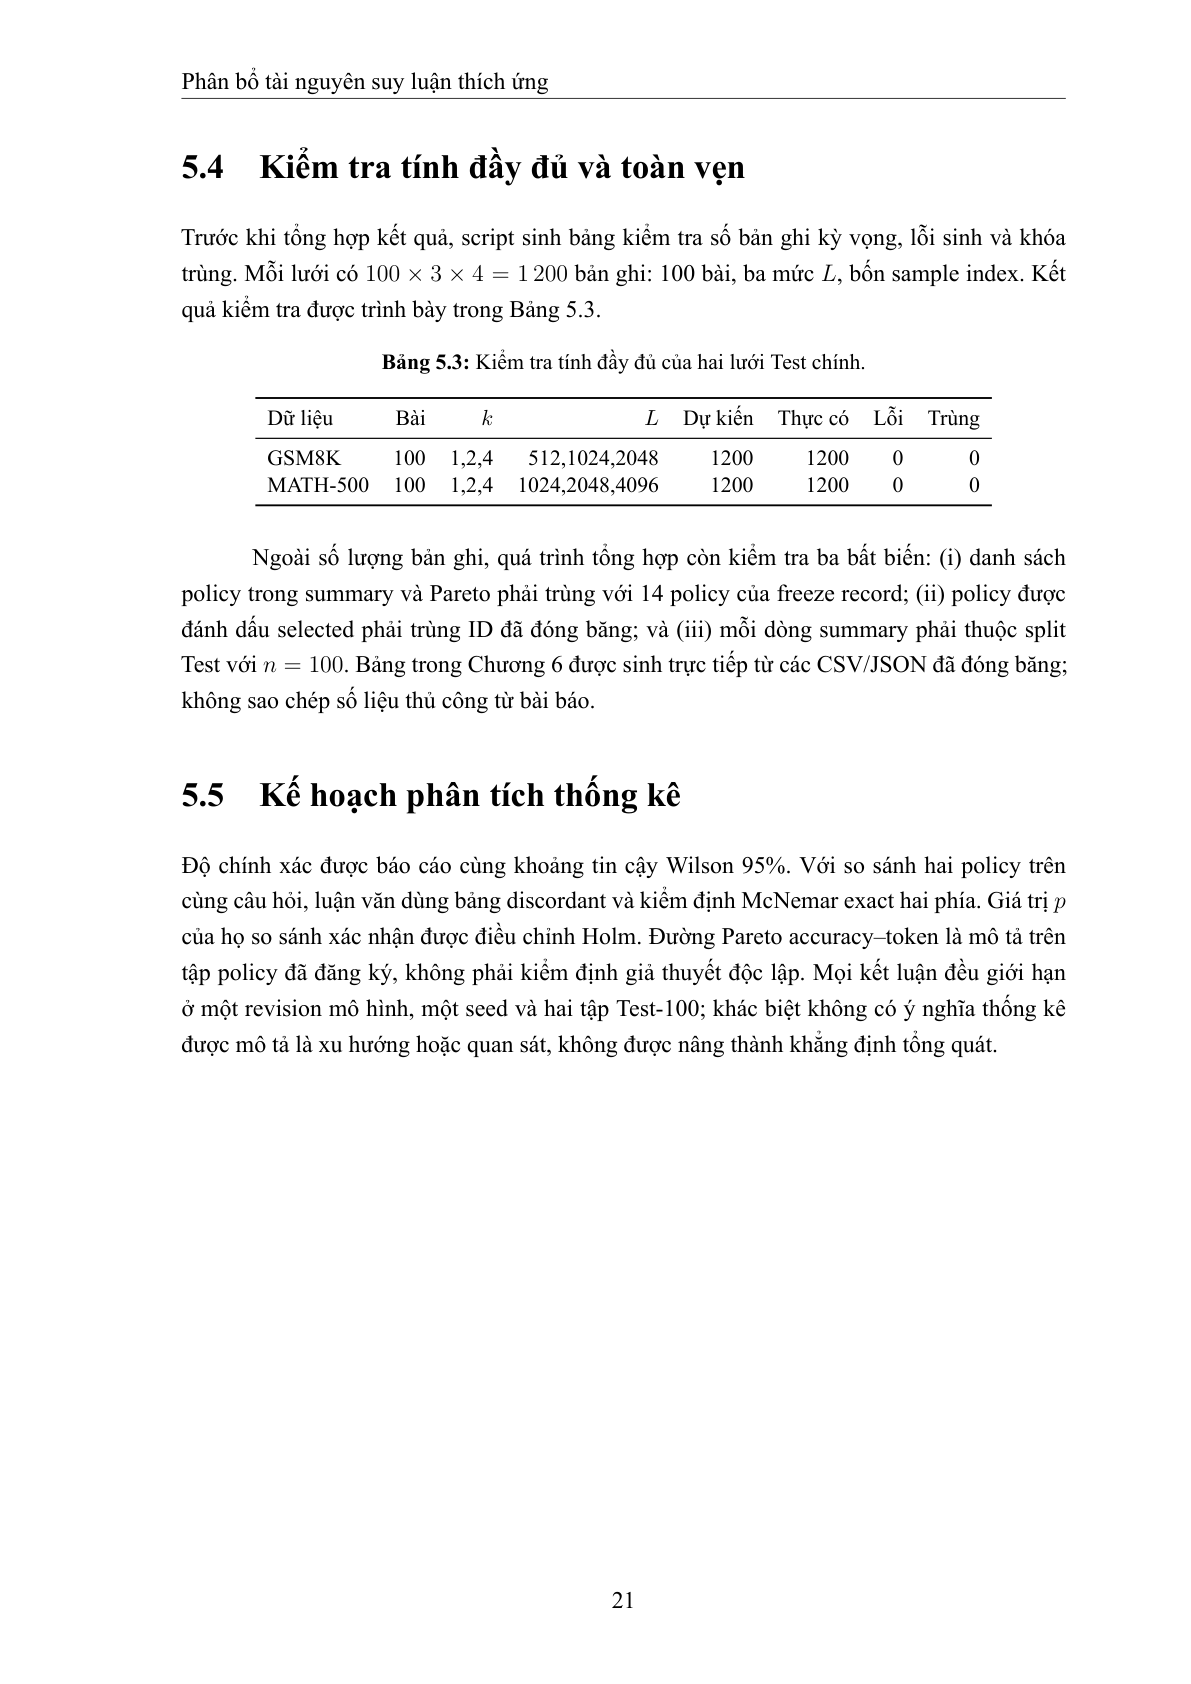 Phân bổ tài nguyên suy luận thích ứng
5.4 Kiểm tra tính đầy đủ và toàn vẹn
Trước khi tổng hợp kết quả, script sinh bảng kiểm tra số bản ghi kỳ vọng, lỗi sinh và khóa
trùng. Mỗi lưới có 100 × 3 × 4 = 1 200 bản ghi: 100 bài, ba mức L, bốn sample index. Kết
quả kiểm tra được trình bày trong Bảng 5.3.
Bảng 5.3: Kiểm tra tính đầy đủ của hai lưới Test chính.
Dữ liệu Bài k L Dự kiến Thực có Lỗi Trùng
GSM8K 100 1,2,4 512,1024,2048 1200 1200 0 0
MATH-500 100 1,2,4 1024,2048,4096 1200 1200 0 0
Ngoài số lượng bản ghi, quá trình tổng hợp còn kiểm tra ba bất biến: (i) danh sách
policy trong summary và Pareto phải trùng với 14 policy của freeze record; (ii) policy được
đánh dấu selected phải trùng ID đã đóng băng; và (iii) mỗi dòng summary phải thuộc split
Test với n = 100. Bảng trong Chương 6 được sinh trực tiếp từ các CSV/JSON đã đóng băng;
không sao chép số liệu thủ công từ bài báo.
5.5 Kế hoạch phân tích thống kê
Độ chính xác được báo cáo cùng khoảng tin cậy Wilson 95%. Với so sánh hai policy trên
cùng câu hỏi, luận văn dùng bảng discordant và kiểm định McNemar exact hai phía. Giá trị p
của họ so sánh xác nhận được điều chỉnh Holm. Đường Pareto accuracy–token là mô tả trên
tập policy đã đăng ký, không phải kiểm định giả thuyết độc lập. Mọi kết luận đều giới hạn
ở một revision mô hình, một seed và hai tập Test-100; khác biệt không có ý nghĩa thống kê
được mô tả là xu hướng hoặc quan sát, không được nâng thành khẳng định tổng quát.
21